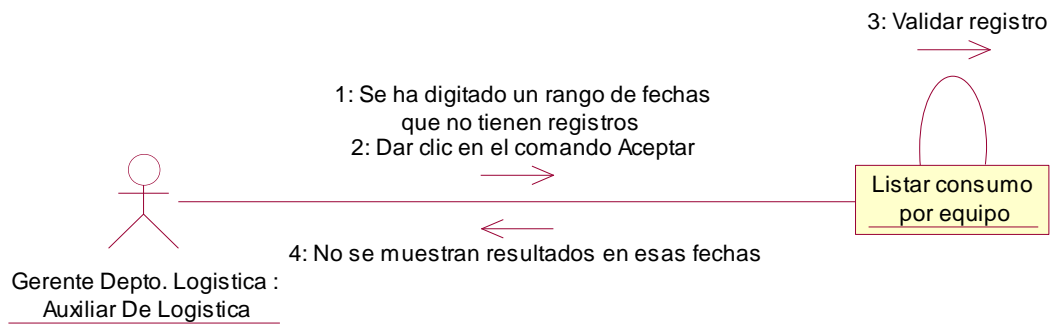 3: Validar registro
1: Se ha digitado un rango de fechas
que no tienen registros
2: Dar clic en el comando Aceptar
Listar consumo
por equipo
4: No se muestran resultados en esas fechas
Gerente Depto. Logistica :
Auxiliar De Logistica